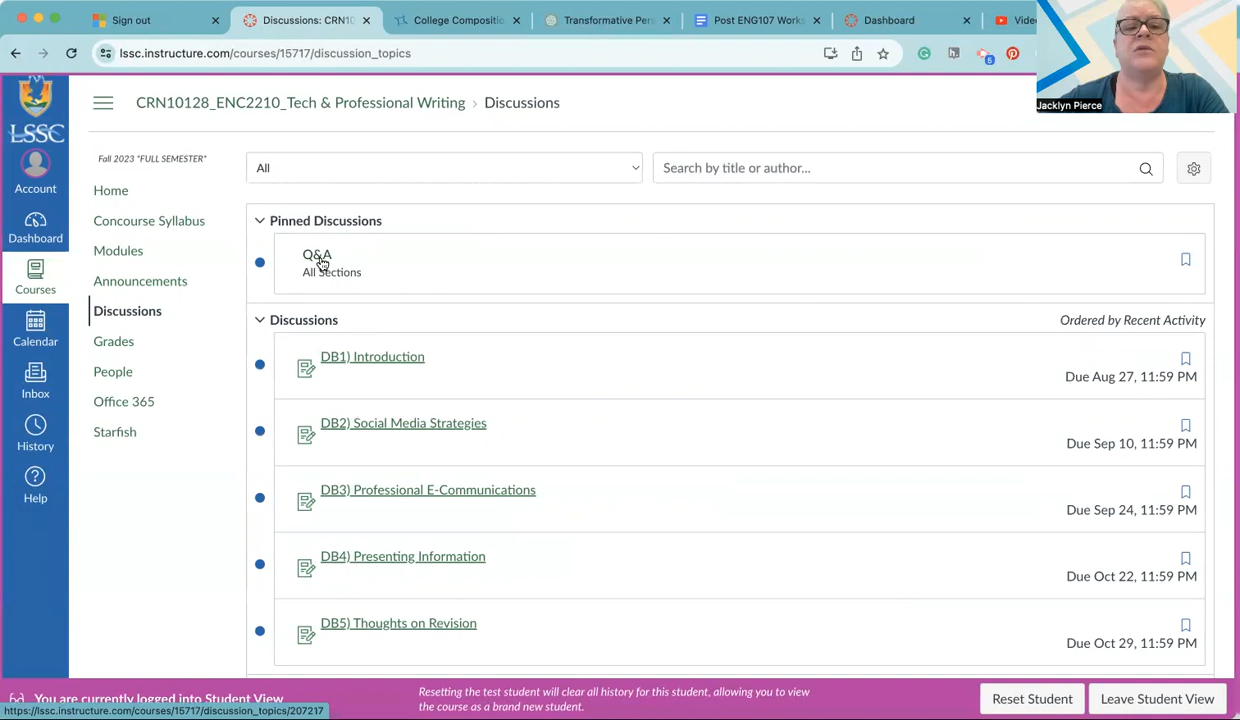 Sign out
Discussions: CRN10
College Compositio
Transformative Pers
Post ENG107 Works
Dashboard
Vide
lssc.instructure.com/courses/15717/discussion_topics
6
Jacklyn Pierce
LSSC
Account
Dashboard
Courses
Calendar
Inbox
History
Help
CRN10128_ENC2210_Tech & Professional Writing > Discussions
Fall 2023 *FULL SEMESTER*
Home
Concourse Syllabus
Modules
Announcements
Discussions
Grades
People
Office 365
Starfish
All
Search by title or author...
Pinned Discussions
Q&A
All Sections
Discussions
Ordered by Recent Activity
DB1) Introduction
Due Aug 27, 11:59 PM
DB2) Social Media Strategies
Due Sep 10, 11:59 PM
DB3) Professional E-Communications
Due Sep 24, 11:59 PM
DB4) Presenting Information
Due Oct 22, 11:59 PM
DB5) Thoughts on Revision
Due Oct 29, 11:59 PM
You are currently logged into Student View
Resetting the test student will clear all history for this student, allowing you to view
the course as a brand new student.
Reset Student
Leave Student View
https://lssc.instructure.com/courses/15717/discussion_topics/207217